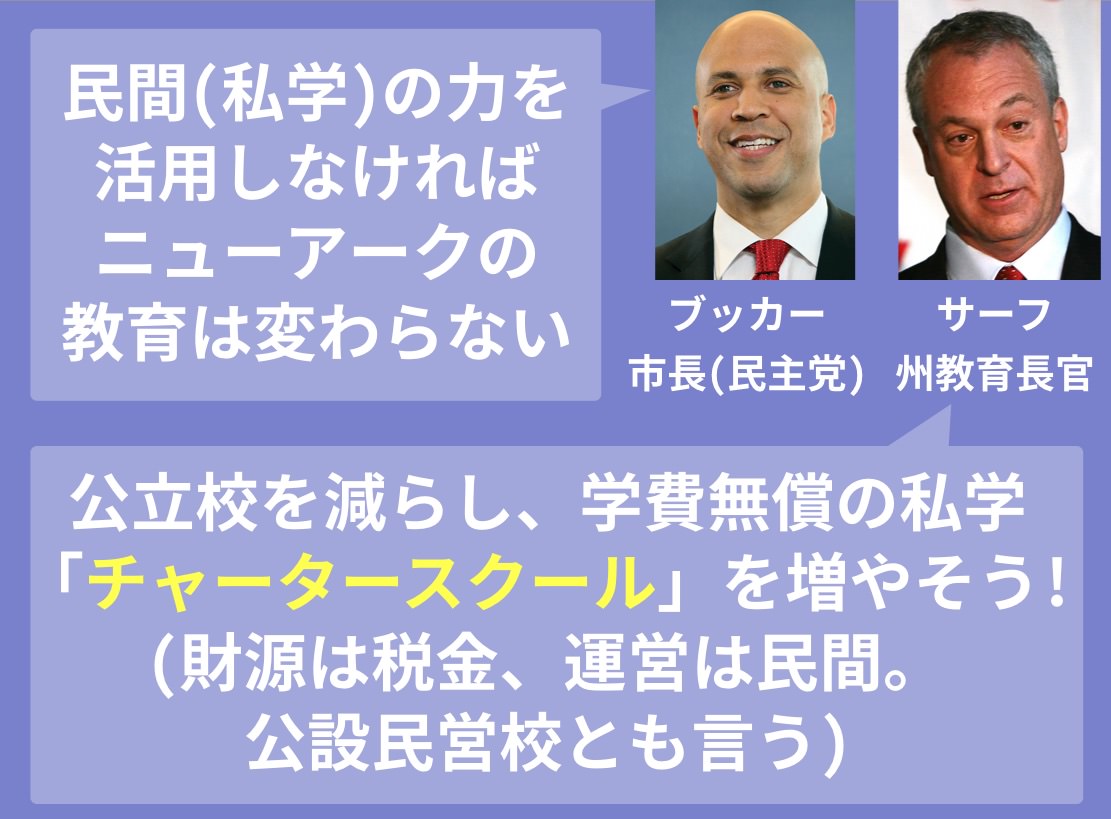 民間(私学)の力を
活用しなければ
ニューアークの
教育は変わらない
ブッカー
市長(民主党)
サーフ
州教育長官
公立校を減らし、学費無償の私学
「チャータースクール」を増やそう!
(財源は税金、運営は民間。
公設民営校とも言う)